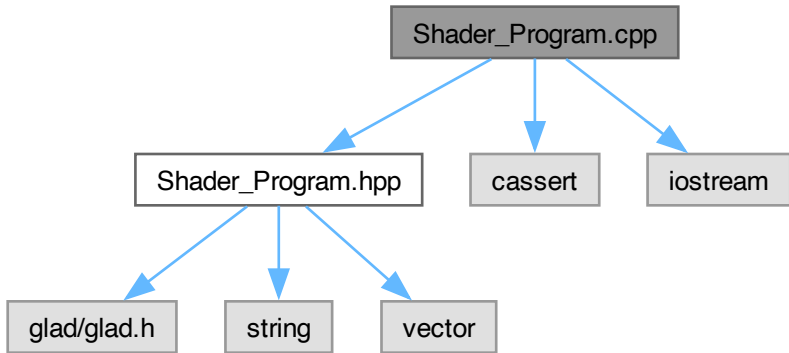 Shader_Program.cpp
Shader_Program.hpp
cassert
iostream
glad/glad.h
string
vector